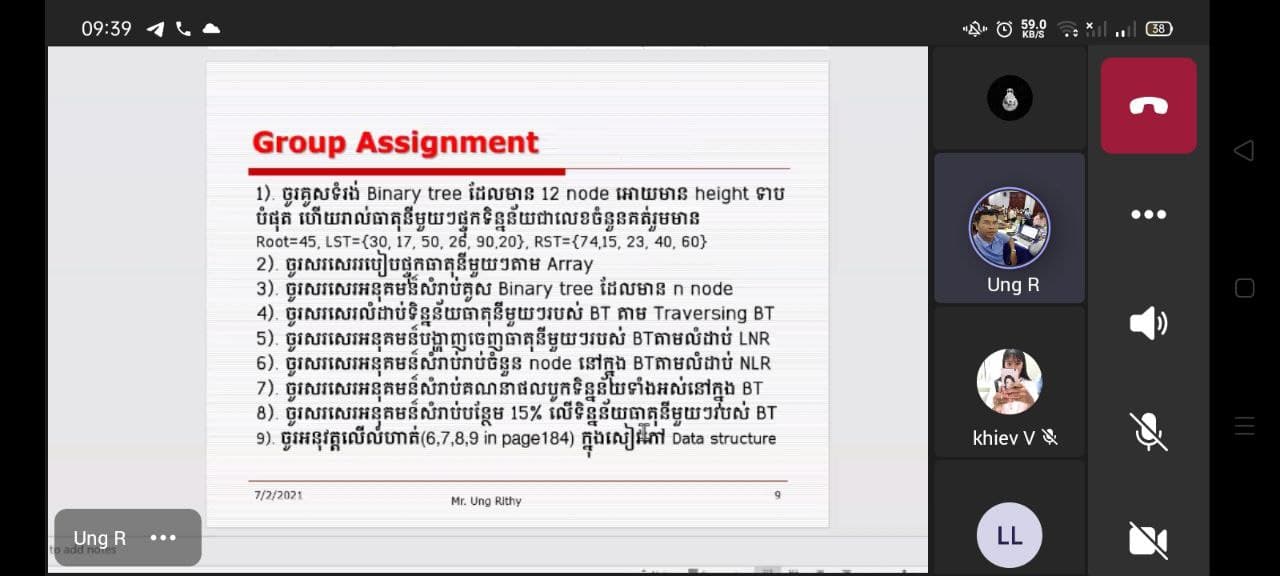 09:39
59.0
KB/S
38
Group Assignment
1). ចូរគូសទំរង់ Binary tree ដែលមាន 12 node អោយមាន height ទាប
បំផុត ហើយរាល់ធាតុនីមួយៗផ្ទុកទិន្នន័យជាលេខចំនួនគត់រួមមាន
Root=45, LST={30, 17, 50, 26, 90,20}, RST={74,15, 23, 40, 60}
2). ចូរសរសេររបៀបផ្ទុកធាតុនីមួយៗតាម Array
3). ចូរសរសេរអនុគមន៏សំរាប់គូស Binary tree ដែលមាន n node
4). ចូរសរសេរលំដាប់ទិន្នន័យធាតុនីមួយៗរបស់ BT តាម Traversing BT
5). ចូរសរសេរអនុគមន៏បង្ហាញចេញធាតុនីមួយៗរបស់ BTតាមលំដាប់ LNR
6). ចូរសរសេរអនុគមន៏សំរាប់រាប់ចំនួន node នៅក្នុង BTតាមលំដាប់ NLR
7). ចូរសរសេរអនុគមន៏សំរាប់គណនាផលបូកទិន្នន័យទាំងអស់នៅក្នុង BT
8). ចូរសរសេរអនុគមន៏សំរាប់បន្ថែម 15% លើទិន្នន័យធាតុនីមួយៗរបស់ BT
9). ចូរអនុវត្តលើលំហាត់(6,7,8,9 in page184) ក្នុងសៀវភៅ Data structure
7/2/2021
Mr. Ung Rithy
9
Ung R
to add notes
Ung R
khiev V
LL